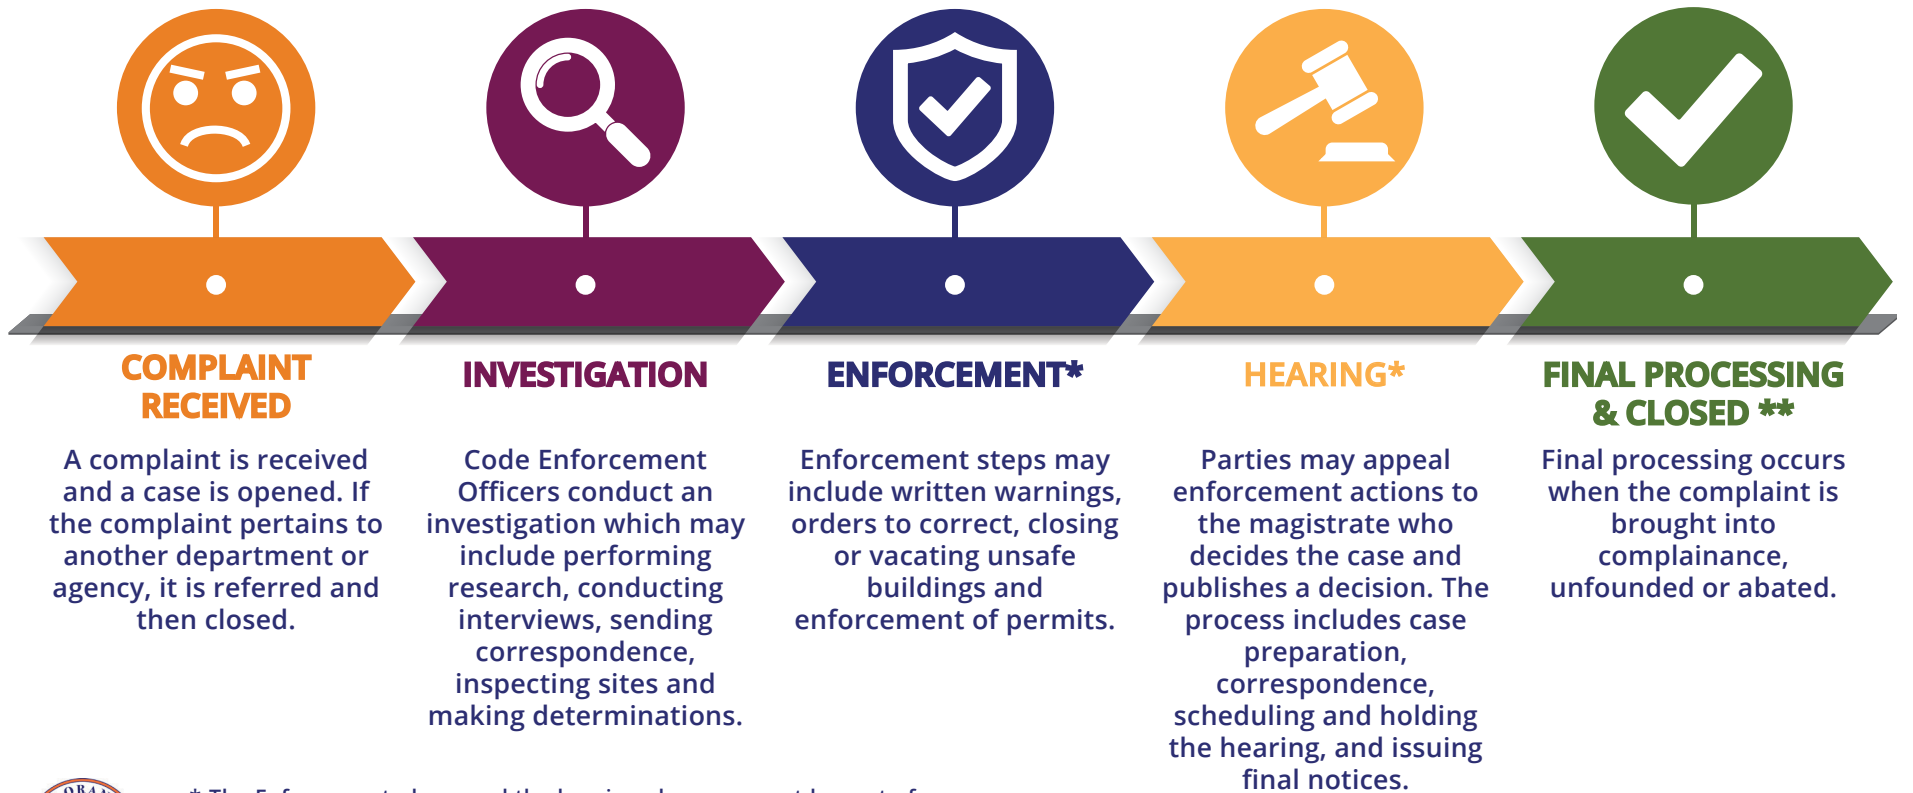 COMPLAINT
RECEIVED
A complaint is received
and a case is opened. If
the complaint pertains to
another department or
agency, it is referred and
then closed.
INVESTIGATION
Code Enforcement
Officers conduct an
investigation which may
include performing
research, conducting
interviews, sending
correspondence,
inspecting sites and
making determinations.
ENFORCEMENT*
Enforcement steps may
include written warnings,
orders to correct, closing
or vacating unsafe
buildings and
enforcement of permits.
HEARING*
Parties may appeal
enforcement actions to
the magistrate who
decides the case and
publishes a decision. The
process includes case
preparation,
correspondence,
scheduling and holding
the hearing, and issuing
final notices.
FINAL PROCESSING
& CLOSED **
Final processing occurs
when the complaint is
brought into
complainance,
unfounded or abated.